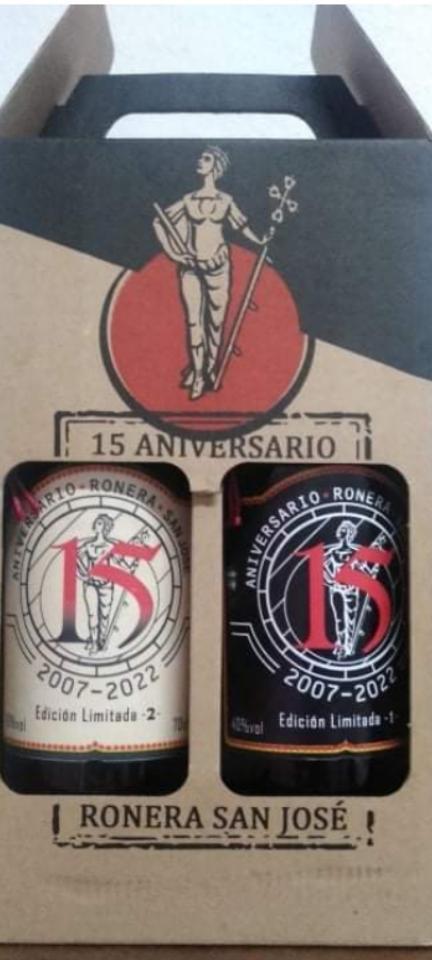 15 ANIVERSARIO
ANIVERSARIO • RONERA • SAN JOSÉ
15
2007-2022
Edición Limitada -2-
ANIVERSARIO • RONERA
15
2007-2022
40%vol
Edición Limitada -1-
RONERA SAN JOSÉ